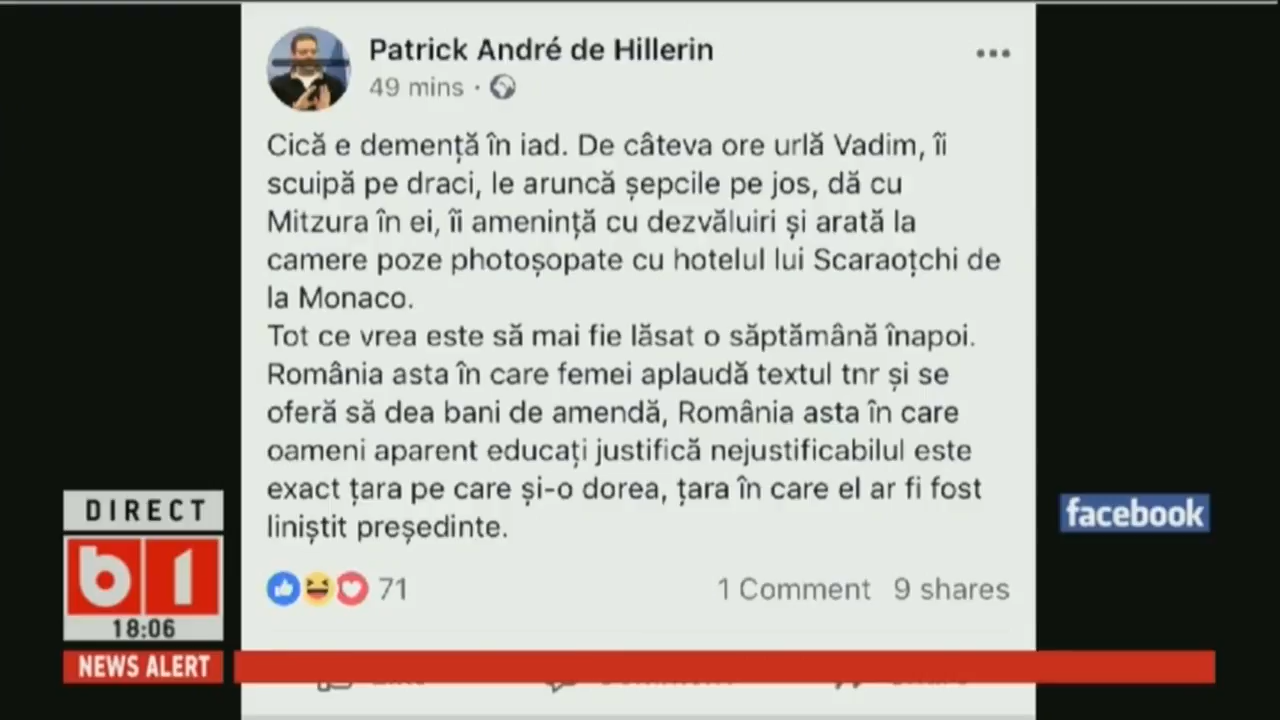 Patrick André de Hillerin
49 mins ·
Cică e demență în iad. De câteva ore urlă Vadim, îi
scuipă pe draci, le aruncă șepcile pe jos, dă cu
Mitzura în ei, îi amenință cu dezvăluiri și arată la
camere poze photoșopate cu hotelul lui Scaraoțchi de
la Monaco.
Tot ce vrea este să mai fie lăsat o săptămână înapoi.
România asta în care femei aplaudă textul tnr și se
oferă să dea bani de amendă, România asta în care
oameni aparent educați justifică nejustificabilul este
exact țara pe care și-o dorea, țara în care el ar fi fost
liniștit președinte.
71 1 Comment 9 shares
DIRECT
b1
18:06
NEWS ALERT
facebook